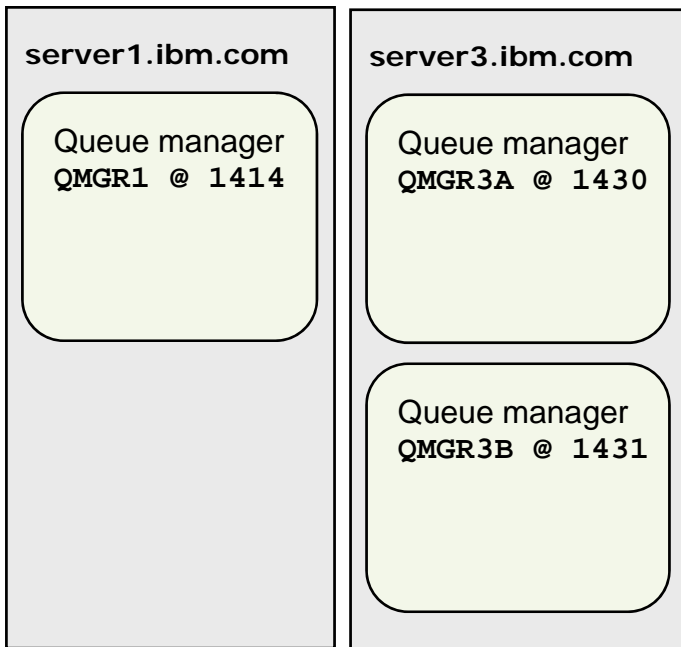 server1.ibm.com
Queue manager
QMGR1 @ 1414
server3.ibm.com
Queue manager
QMGR3A @ 1430
Queue manager
QMGR3B @ 1431